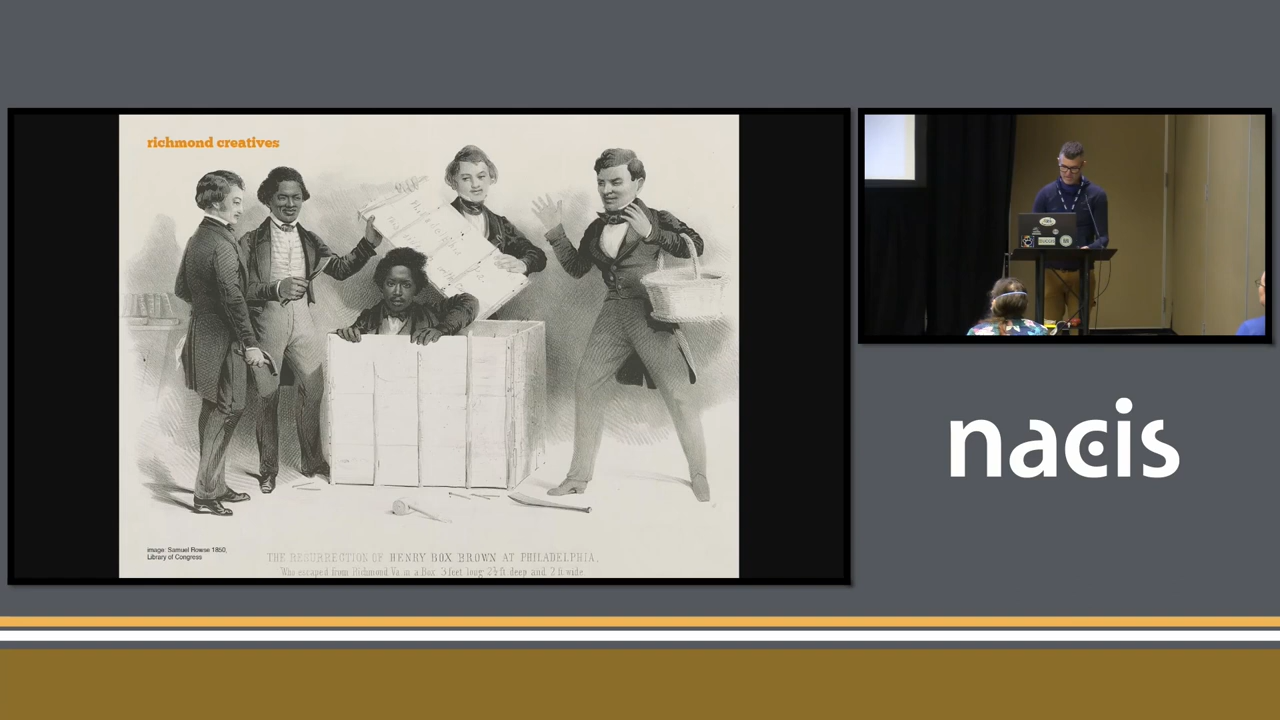 richmond creatives
image: Samuel Rowse 1850,
Library of Congress
THE RESURRECTION OF HENRY BOX BROWN AT PHILADELPHIA,
Who escaped from Richmond Va in a Box 3 feet long 2½ ft deep and 2 ft wide
nacis